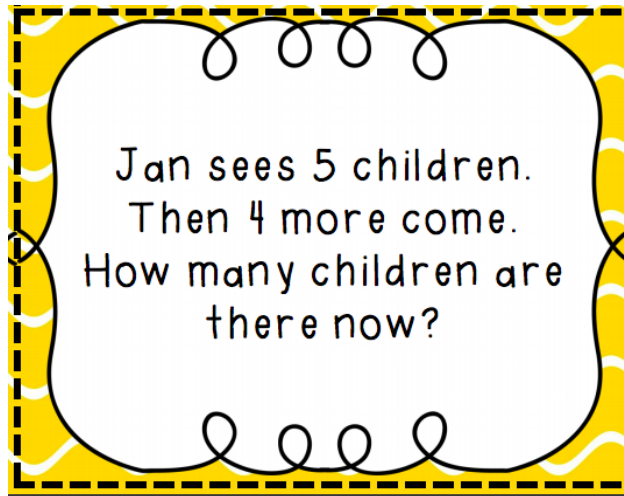 Jan sees 5 children.
Then 4 more come.
How many children are
there now?